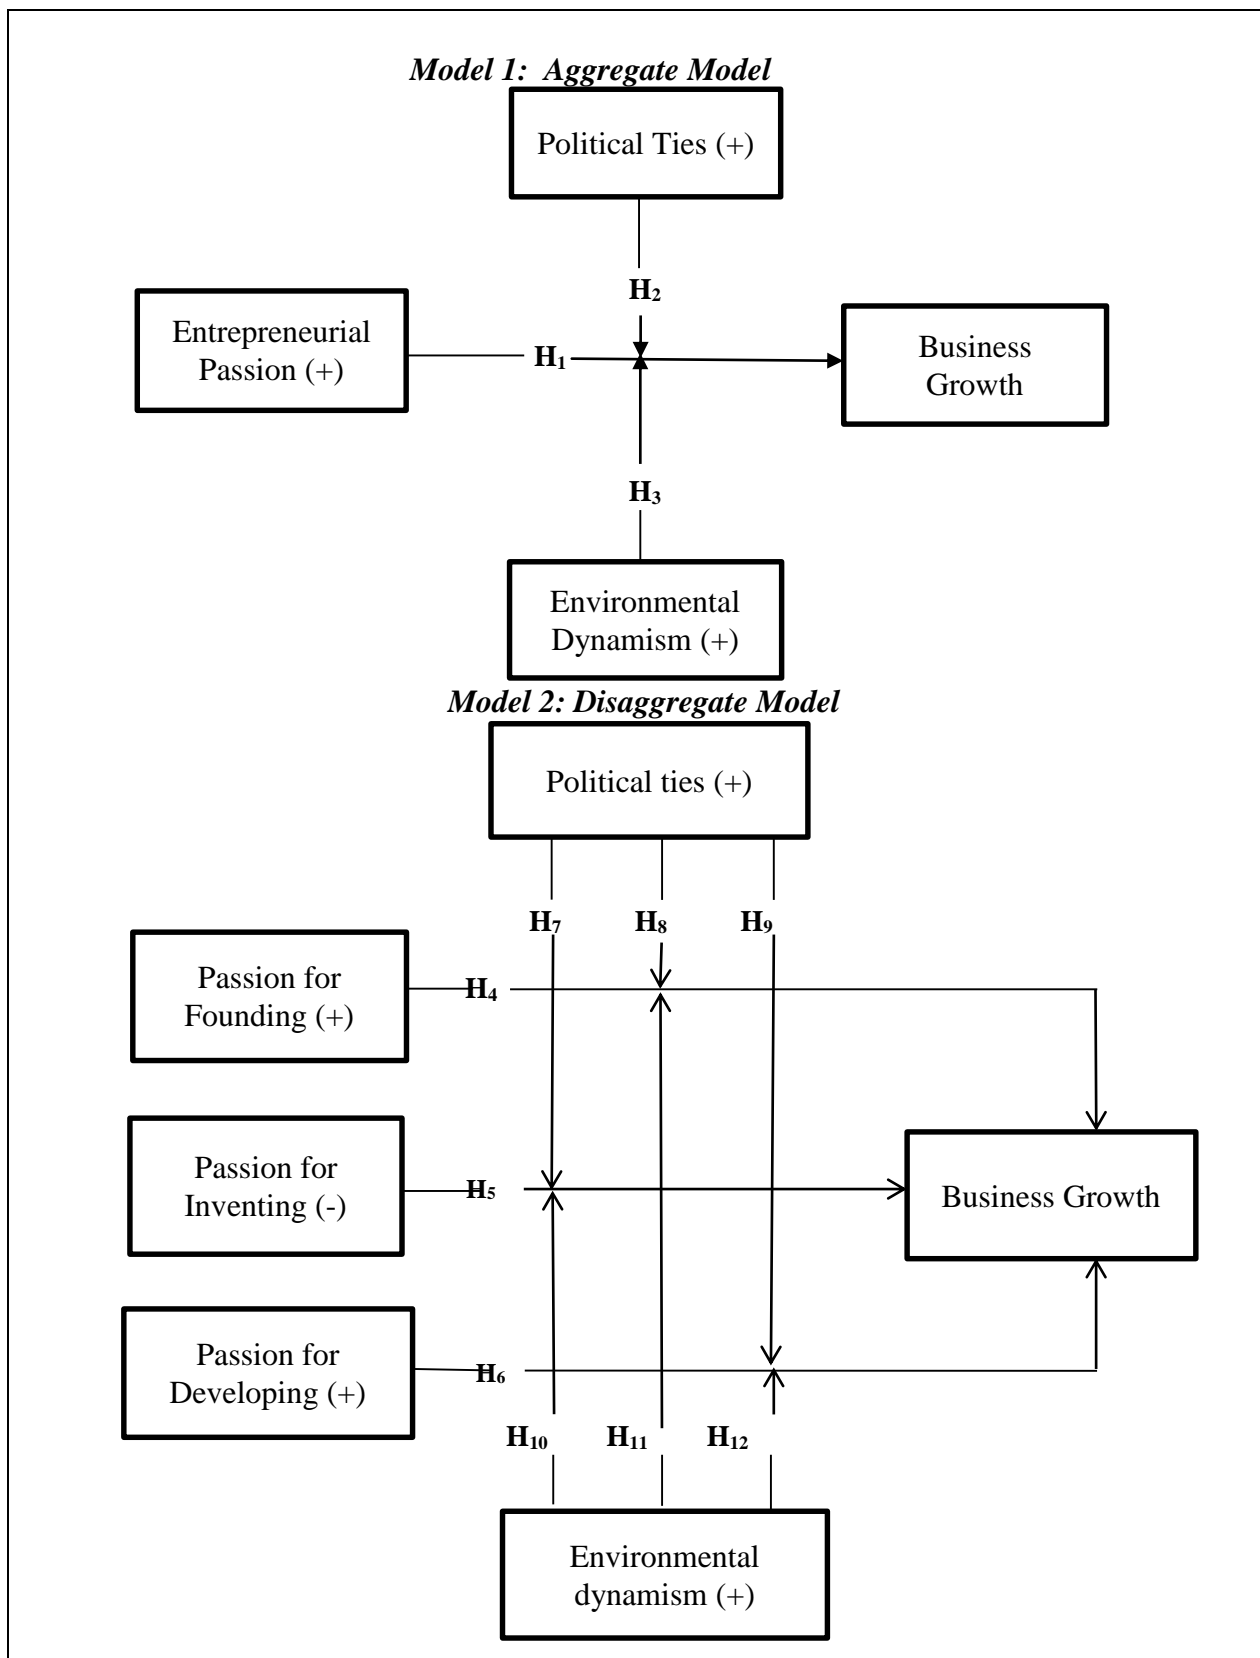 Model 1: Aggregate Model
Political Ties (+)
H₂
Entrepreneurial
Passion (+)
H₁
Business
Growth
H₃
Environmental
Dynamism (+)
Model 2: Disaggregate Model
Political ties (+)
H₇ H₈ H₉
Passion for
Founding (+)
H₄
Passion for
Inventing (-)
H₅
Business Growth
Passion for
Developing (+)
H₆
H₁₀ H₁₁ H₁₂
Environmental
dynamism (+)